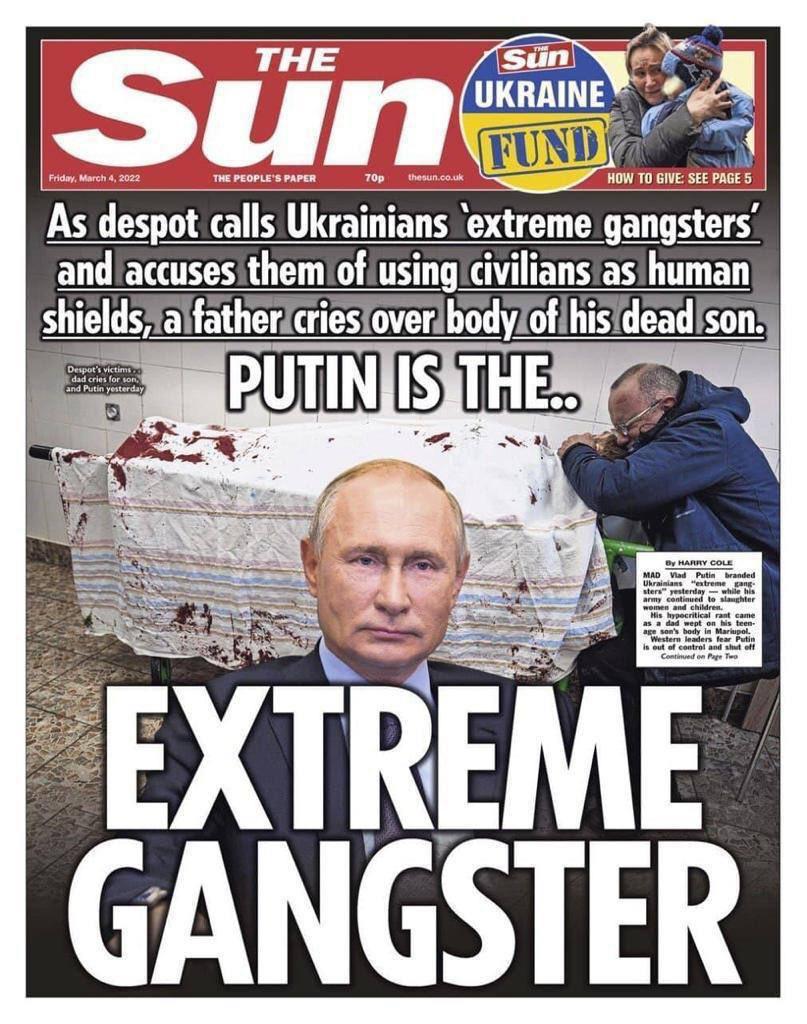 THE
Sun
The Sun
UKRAINE
FUND
HOW TO GIVE: SEE PAGE 5
Friday, March 4, 2022
THE PEOPLE'S PAPER
70p
thesun.co.uk
As despot calls Ukrainians ‘extreme gangsters’
and accuses them of using civilians as human
shields, a father cries over body of his dead son.
PUTIN IS THE..
Despot's victims . .
dad cries for son,
and Putin yesterday
By HARRY COLE
MAD Vlad Putin branded
Ukrainians “extreme gang-
sters” yesterday — while his
army continued to slaughter
women and children.
His hypocritical rant came
as a dad wept on his teen-
age son's body in Mariupol.
Western leaders fear Putin
is out of control and shut off
Continued on Page Two
EXTREME
GANGSTER